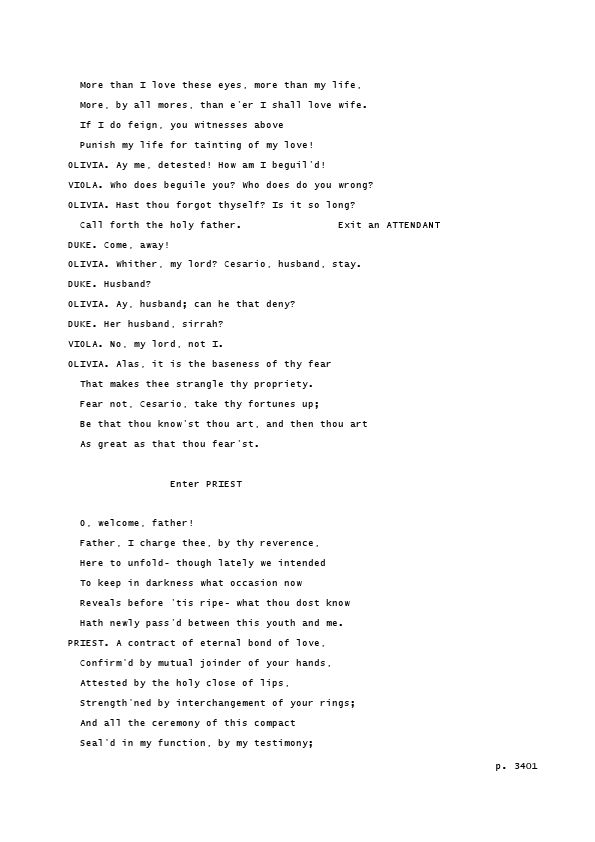 More than I love these eyes, more than my life,
More, by all mores, than e'er I shall love wife.
If I do feign, you witnesses above
Punish my life for tainting of my love!
OLIVIA. Ay me, detested! How am I beguil'd!
VIOLA. Who does beguile you? Who does do you wrong?
OLIVIA. Hast thou forgot thyself? Is it so long?
Call forth the holy father. Exit an ATTENDANT
DUKE. Come, away!
OLIVIA. Whither, my lord? Cesario, husband, stay.
DUKE. Husband?
OLIVIA. Ay, husband; can he that deny?
DUKE. Her husband, sirrah?
VIOLA. No, my lord, not I.
OLIVIA. Alas, it is the baseness of thy fear
That makes thee strangle thy propriety.
Fear not, Cesario, take thy fortunes up;
Be that thou know'st thou art, and then thou art
As great as that thou fear'st.
Enter PRIEST
O, welcome, father!
Father, I charge thee, by thy reverence,
Here to unfold- though lately we intended
To keep in darkness what occasion now
Reveals before 'tis ripe- what thou dost know
Hath newly pass'd between this youth and me.
PRIEST. A contract of eternal bond of love,
Confirm'd by mutual joinder of your hands,
Attested by the holy close of lips,
Strength'ned by interchangement of your rings;
And all the ceremony of this compact
Seal'd in my function, by my testimony;
p. 3401